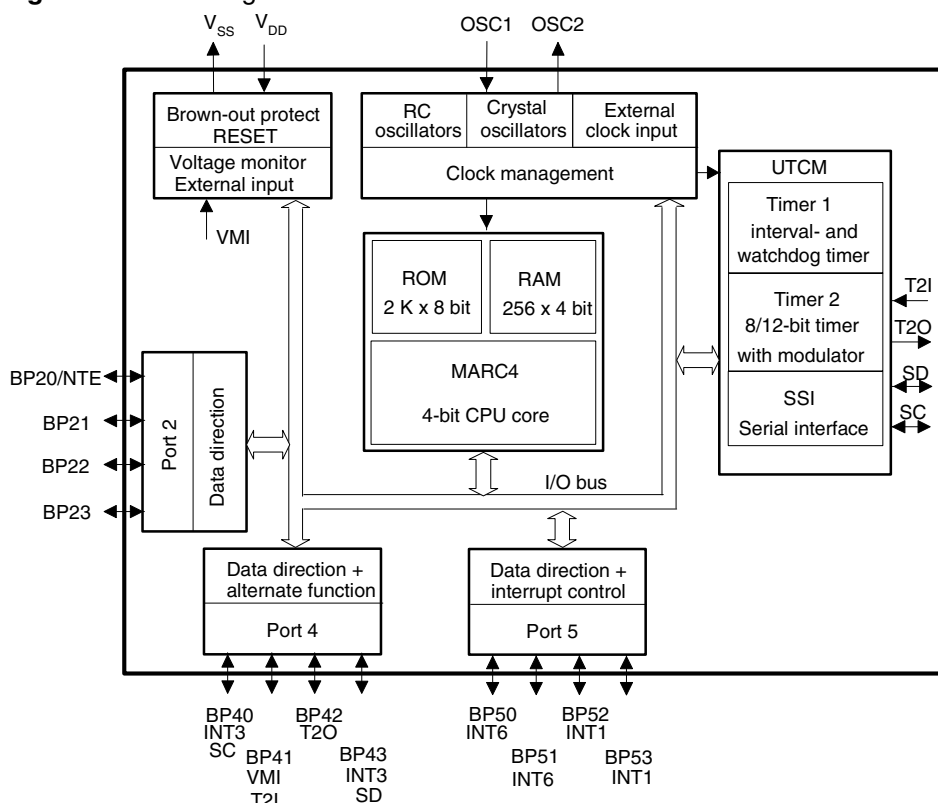 V SS V DD OSC1 OSC2
Brown-out protect
RESET
Voltage monitor
External input
VMI
RC
oscillators
Crystal
oscillators
External
clock input
Clock management
ROM
2 K x 8 bit
RAM
256 x 4 bit
MARC4
4-bit CPU core
I/O bus
UTCM
Timer 1
interval- and
watchdog timer
Timer 2
8/12-bit timer
with modulator
SSI
Serial interface
T2I
T2O
SD
SC
BP20/NTE
BP21
BP22
BP23
Port 2
Data direction
Data direction +
alternate function
Port 4
Data direction +
interrupt control
Port 5
BP40
INT3
SC
BP41
VMI
T2I
BP42
T2O
BP43
INT3
SD
BP50
INT6
BP51
INT6
BP52
INT1
BP53
INT1